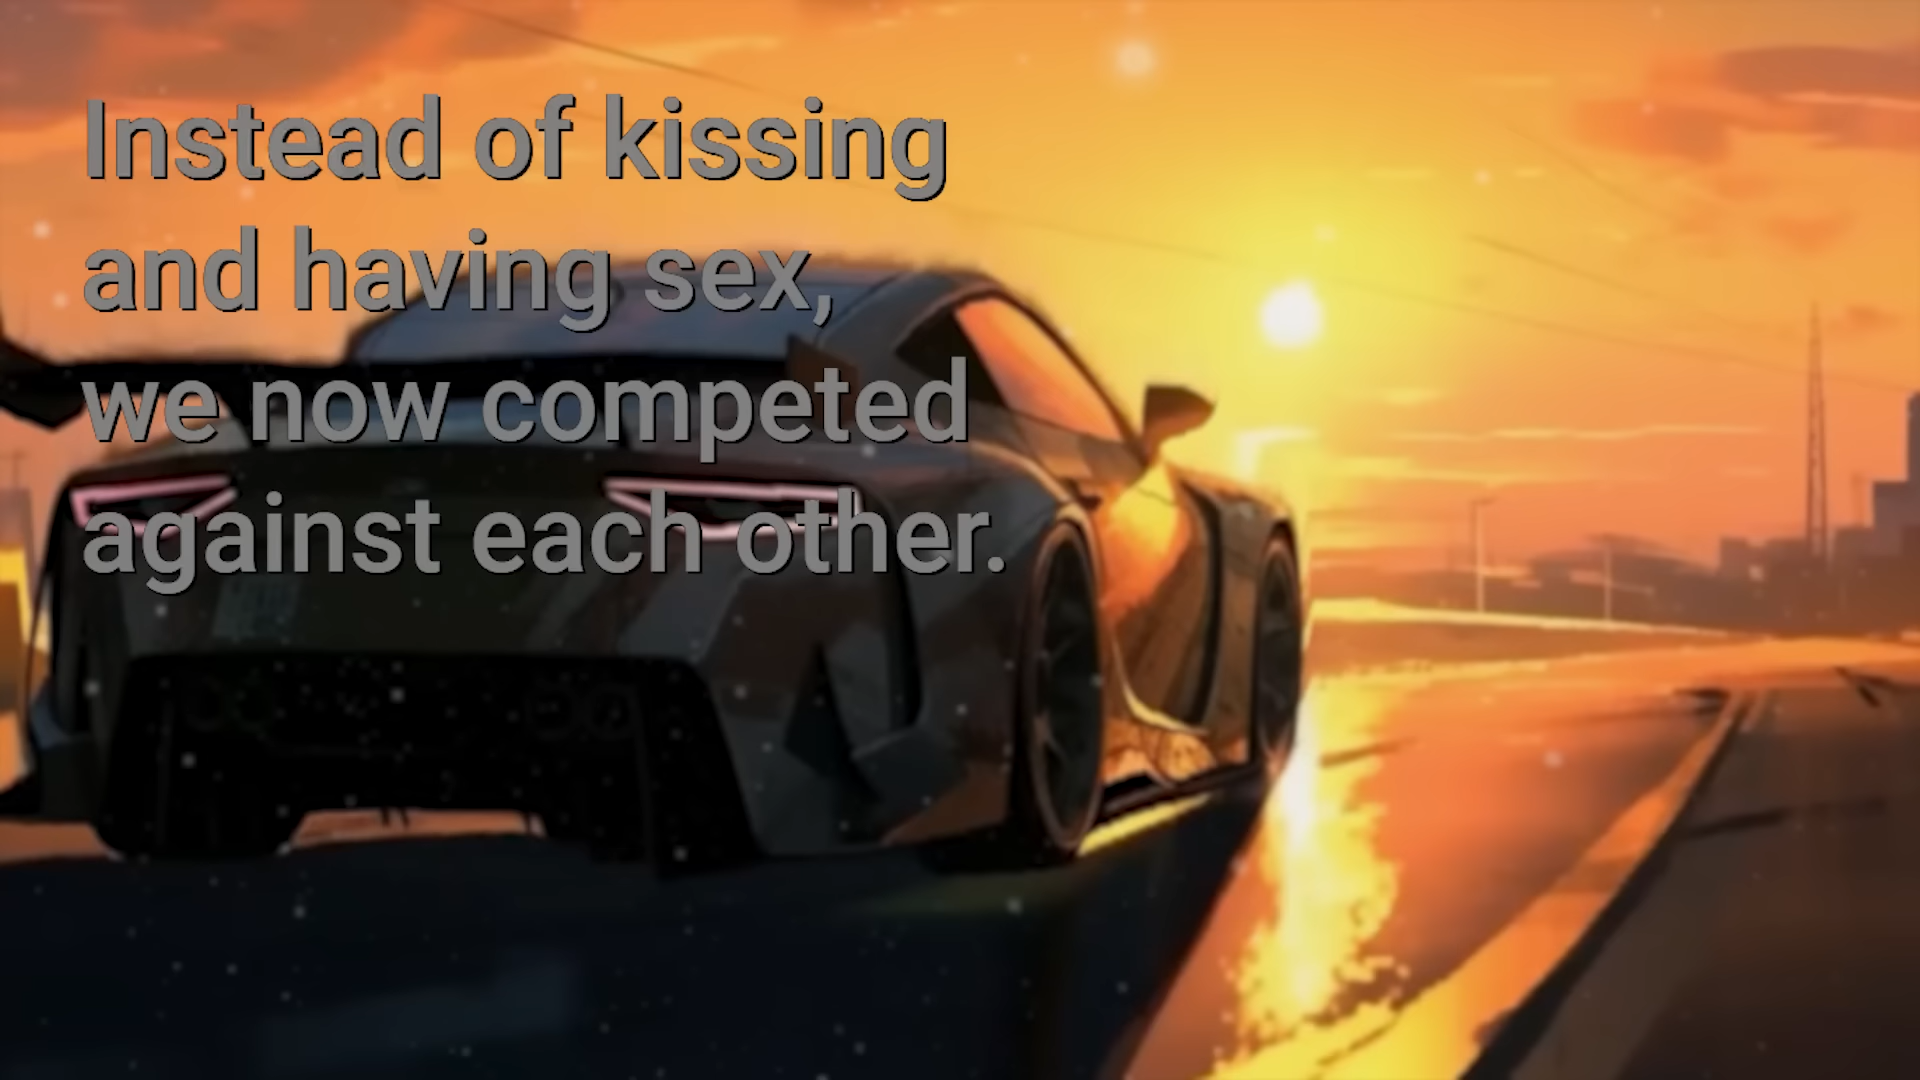 Instead of kissing
and having sex,
we now competed
against each other.